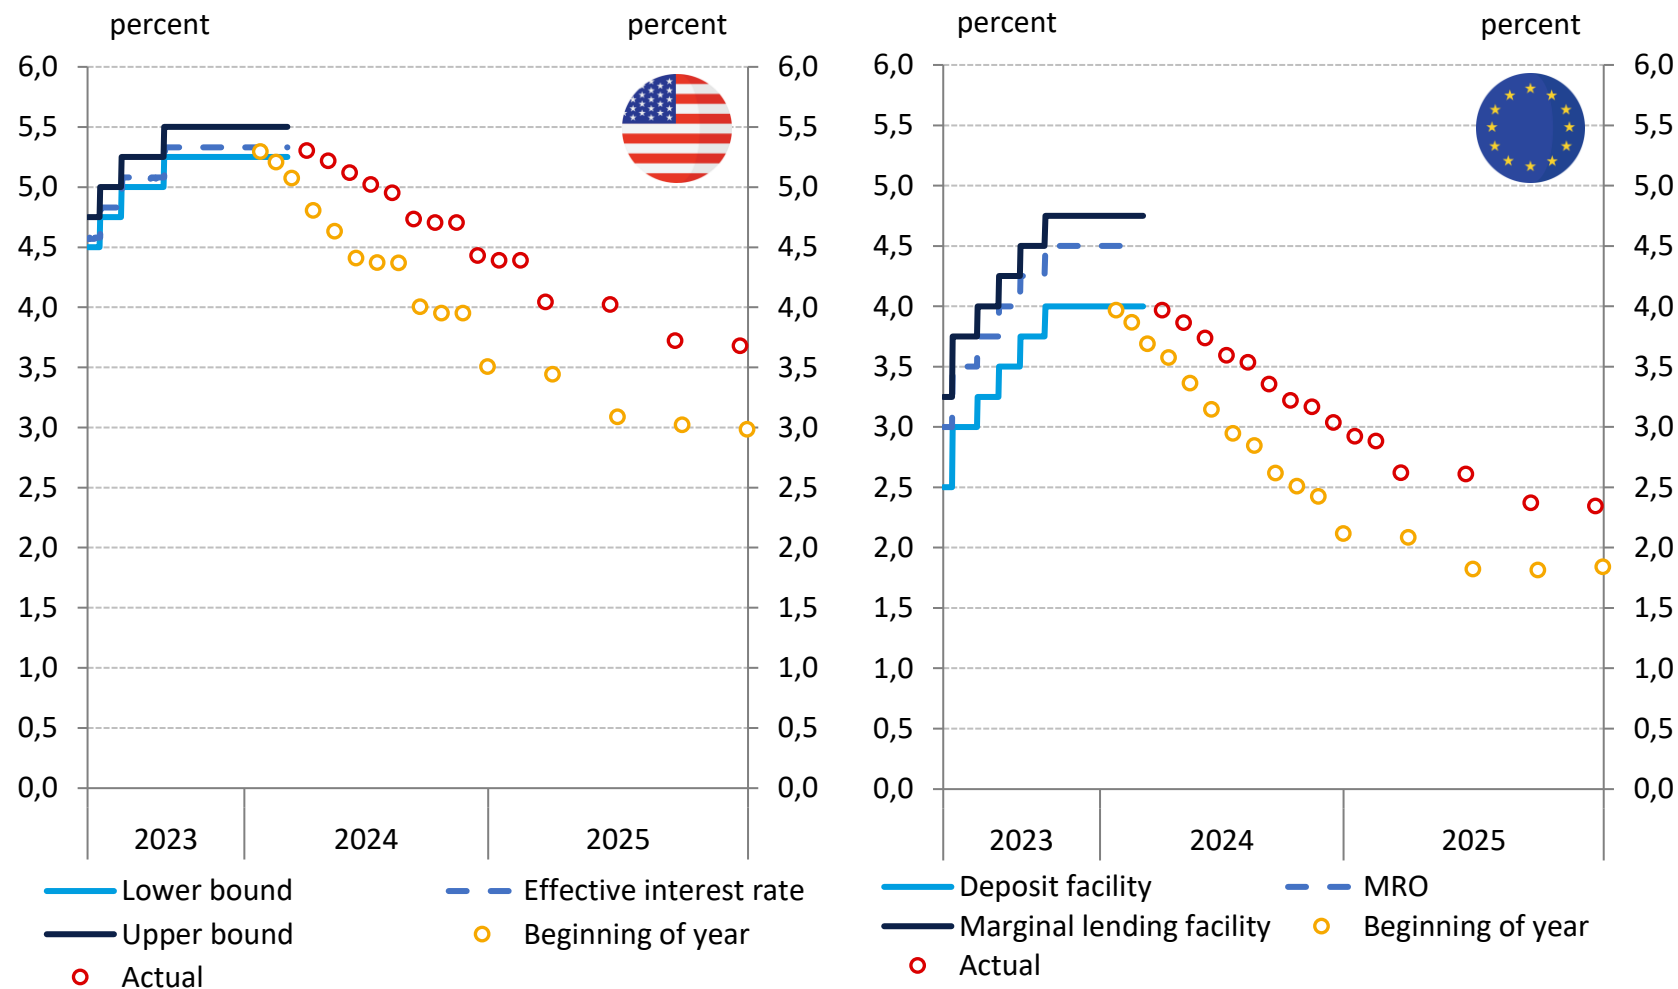 percent percent
6,0 6,0
5,5 5,5
5,0 5,0
4,5 4,5
4,0 4,0
3,5 3,5
3,0 3,0
2,5 2,5
2,0 2,0
1,5 1,5
1,0 1,0
0,5 0,5
0,0 0,0
2023 2024 2025
Lower bound Effective interest rate
Upper bound Beginning of year
Actual
percent percent
6,0 6,0
5,5 5,5
5,0 5,0
4,5 4,5
4,0 4,0
3,5 3,5
3,0 3,0
2,5 2,5
2,0 2,0
1,5 1,5
1,0 1,0
0,5 0,5
0,0 0,0
2023 2024 2025
Deposit facility MRO
Marginal lending facility Beginning of year
Actual